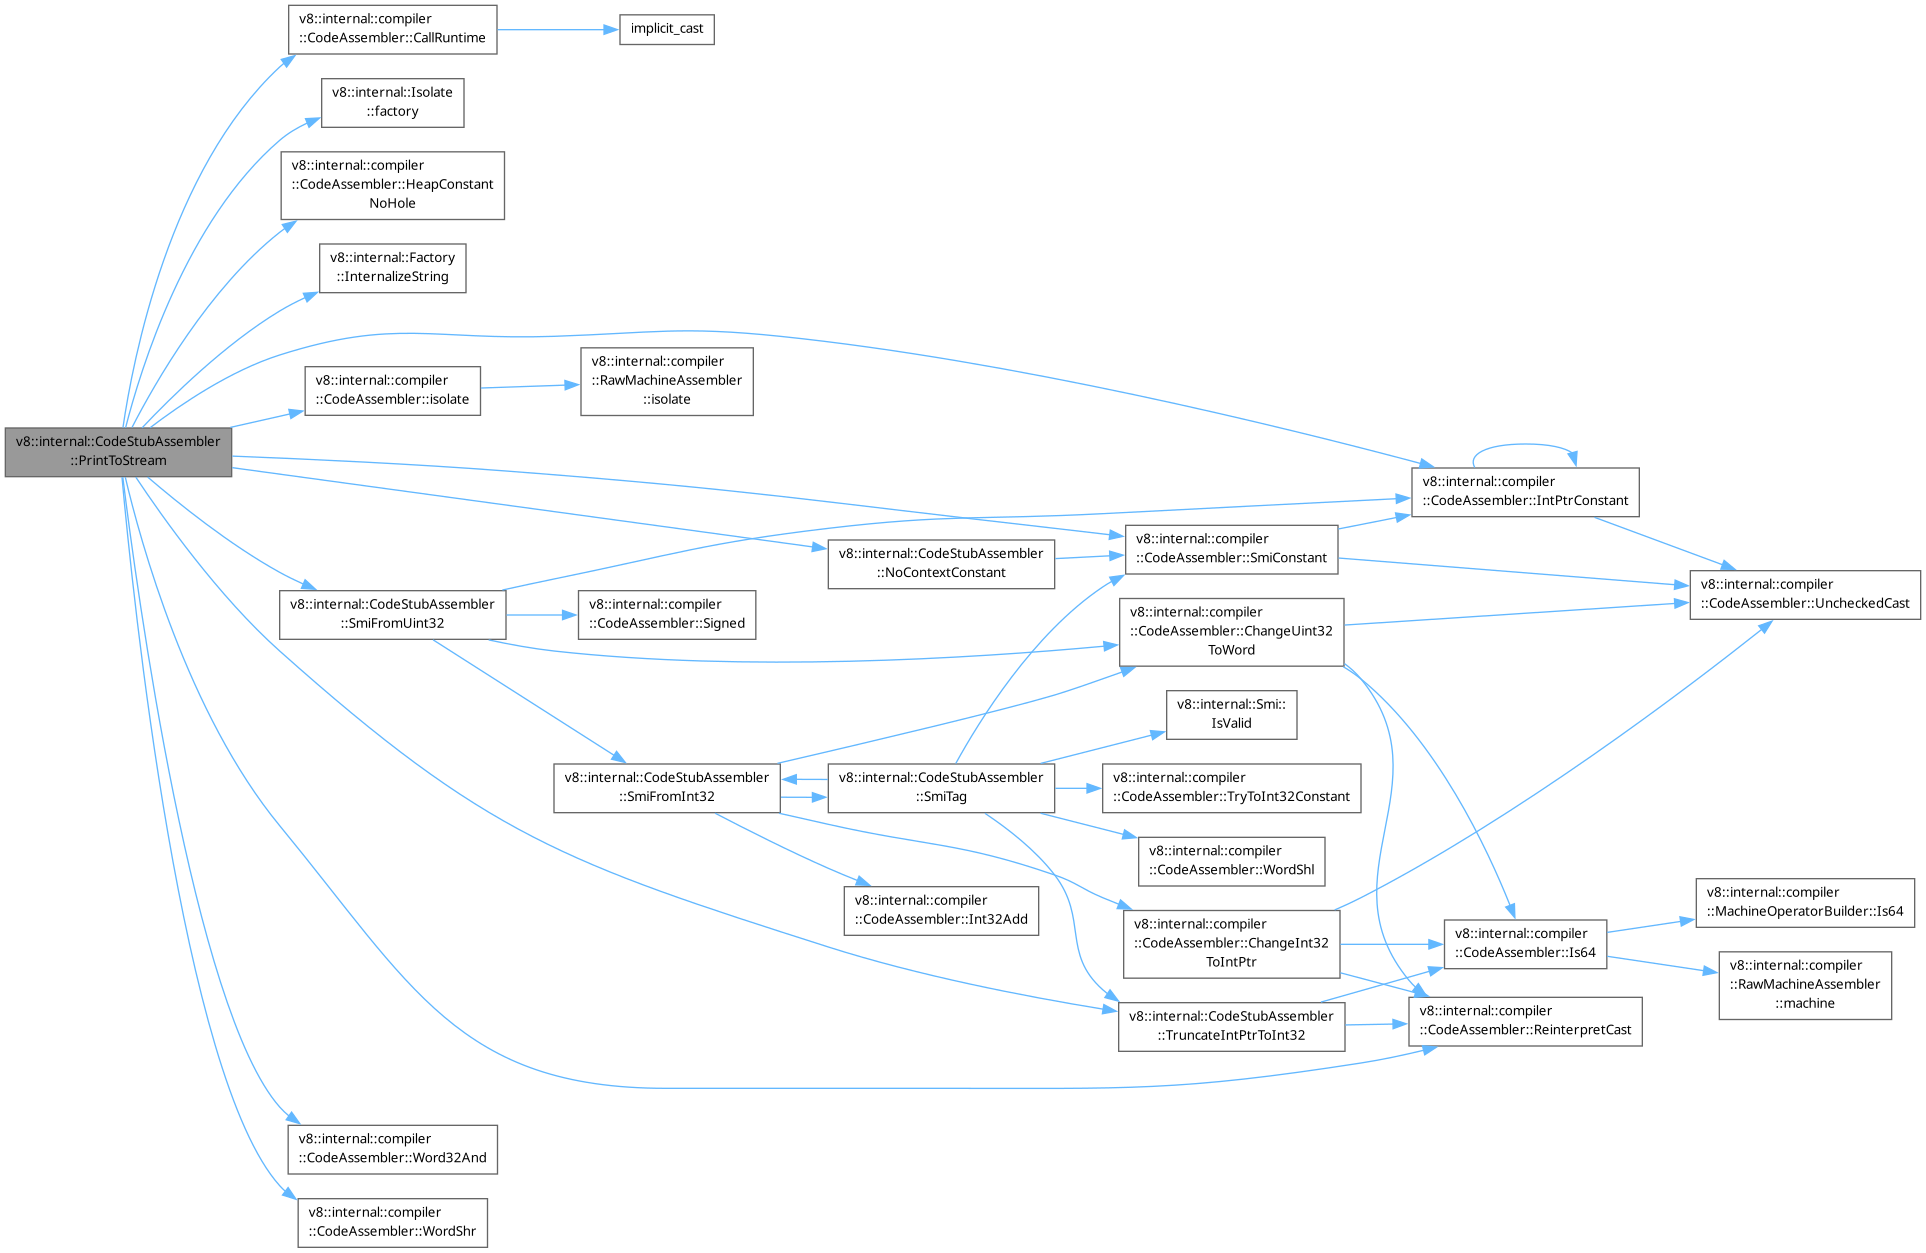 v8::internal::compiler
::CodeAssembler::CallRuntime
implicit_cast
v8::internal::Isolate
::factory
v8::internal::compiler
::CodeAssembler::HeapConstant
NoHole
v8::internal::Factory
::InternalizeString
v8::internal::compiler
::CodeAssembler::isolate
v8::internal::compiler
::RawMachineAssembler
::isolate
v8::internal::CodeStubAssembler
::PrintToStream
v8::internal::compiler
::CodeAssembler::IntPtrConstant
v8::internal::compiler
::CodeAssembler::SmiConstant
v8::internal::CodeStubAssembler
::NoContextConstant
v8::internal::compiler
::CodeAssembler::UncheckedCast
v8::internal::CodeStubAssembler
::SmiFromUint32
v8::internal::compiler
::CodeAssembler::Signed
v8::internal::compiler
::CodeAssembler::ChangeUint32
ToWord
v8::internal::Smi::
IsValid
v8::internal::CodeStubAssembler
::SmiFromInt32
v8::internal::CodeStubAssembler
::SmiTag
v8::internal::compiler
::CodeAssembler::TryToInt32Constant
v8::internal::compiler
::CodeAssembler::WordShl
v8::internal::compiler
::CodeAssembler::Int32Add
v8::internal::compiler
::CodeAssembler::ChangeInt32
ToIntPtr
v8::internal::compiler
::CodeAssembler::Is64
v8::internal::compiler
::MachineOperatorBuilder::Is64
v8::internal::compiler
::RawMachineAssembler
::machine
v8::internal::CodeStubAssembler
::TruncateIntPtrToInt32
v8::internal::compiler
::CodeAssembler::ReinterpretCast
v8::internal::compiler
::CodeAssembler::Word32And
v8::internal::compiler
::CodeAssembler::WordShr